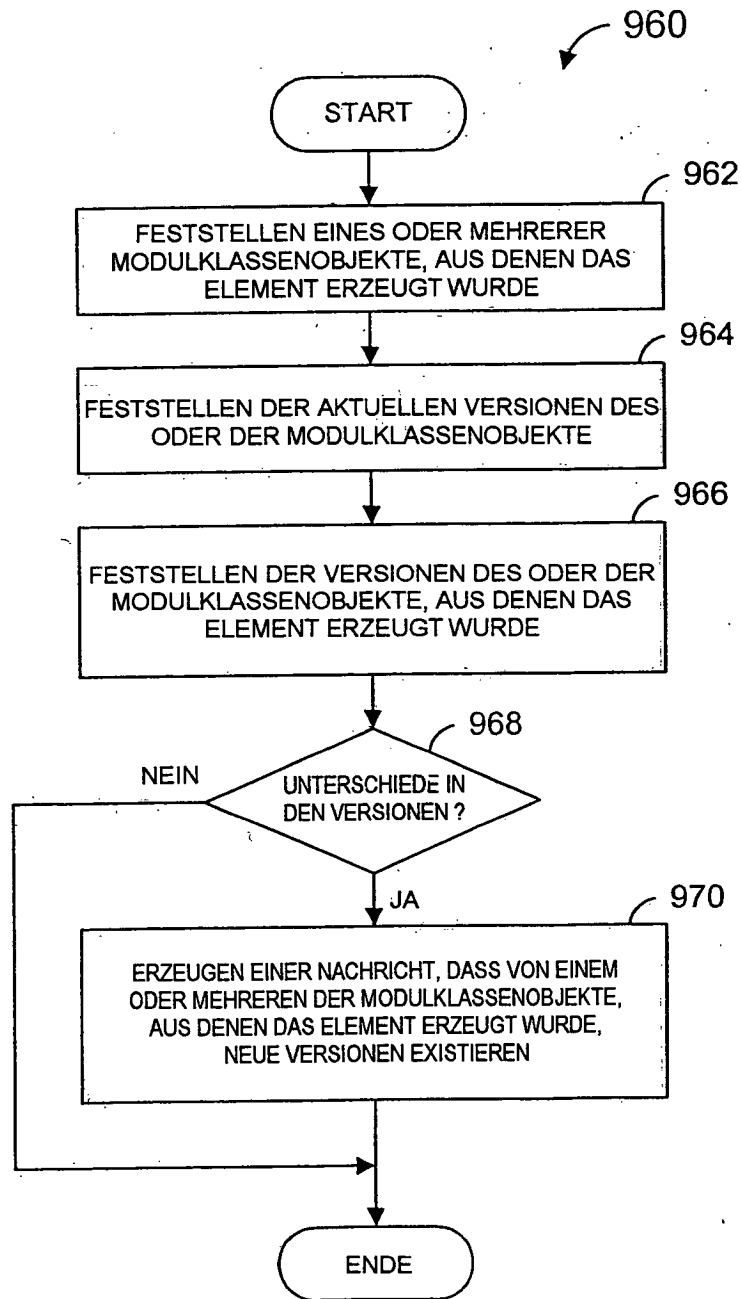 960
START
962
FESTSTELLEN EINES ODER MEHRERER
MODULKLASSENOBJEKTE, AUS DENEN DAS
ELEMENT ERZEUGT WURDE
964
FESTSTELLEN DER AKTUELLEN VERSIONEN DES
ODER DER MODULKLASSENOBJEKTE
966
FESTSTELLEN DER VERSIONEN DES ODER DER
MODULKLASSENOBJEKTE, AUS DENEN DAS
ELEMENT ERZEUGT WURDE
968
NEIN
UNTERSCHIEDE IN
DEN VERSIONEN ?
JA
970
ERZEUGEN EINER NACHRICHT, DASS VON EINEM
ODER MEHREREN DER MODULKLASSENOBJEKTE,
AUS DENEN DAS ELEMENT ERZEUGT WURDE,
NEUE VERSIONEN EXISTIEREN
ENDE